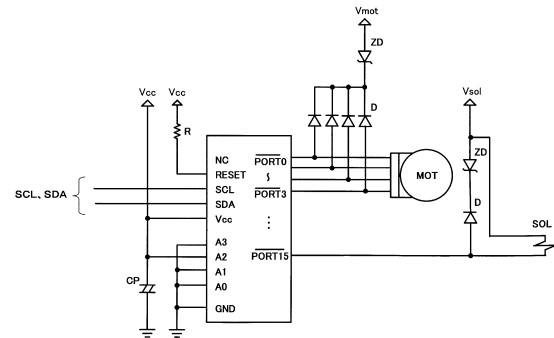 Vmot
ZD
Vcc Vcc
Vsol
R
D
ZD
NC
PORT0
RESET
SCL
~
MOT
SCL、SDA
SDA
PORT3
D
Vcc
⋮
SOL
A3
A2
PORT15
CP
A1
A0
GND